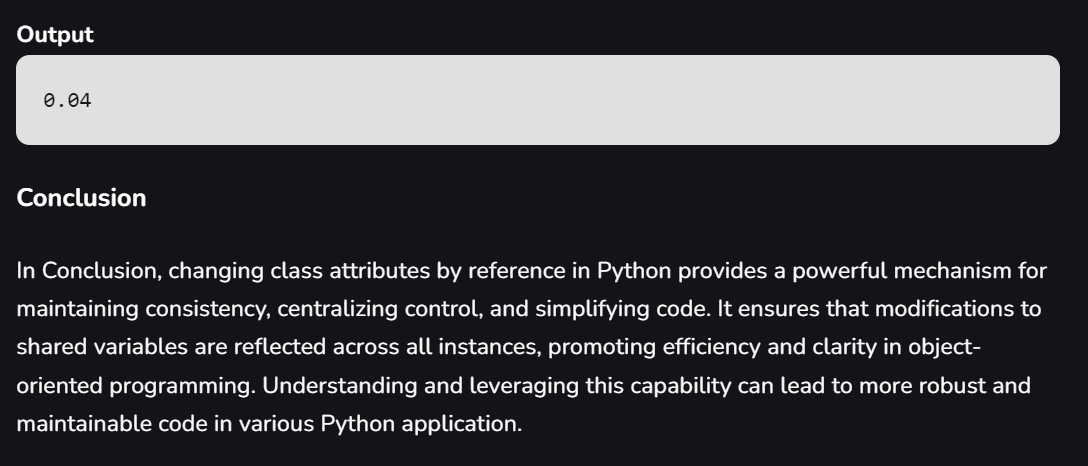 Output
0.04
Conclusion
In Conclusion, changing class attributes by reference in Python provides a powerful mechanism for
maintaining consistency, centralizing control, and simplifying code. It ensures that modifications to
shared variables are reflected across all instances, promoting efficiency and clarity in object-
oriented programming. Understanding and leveraging this capability can lead to more robust and
maintainable code in various Python application.